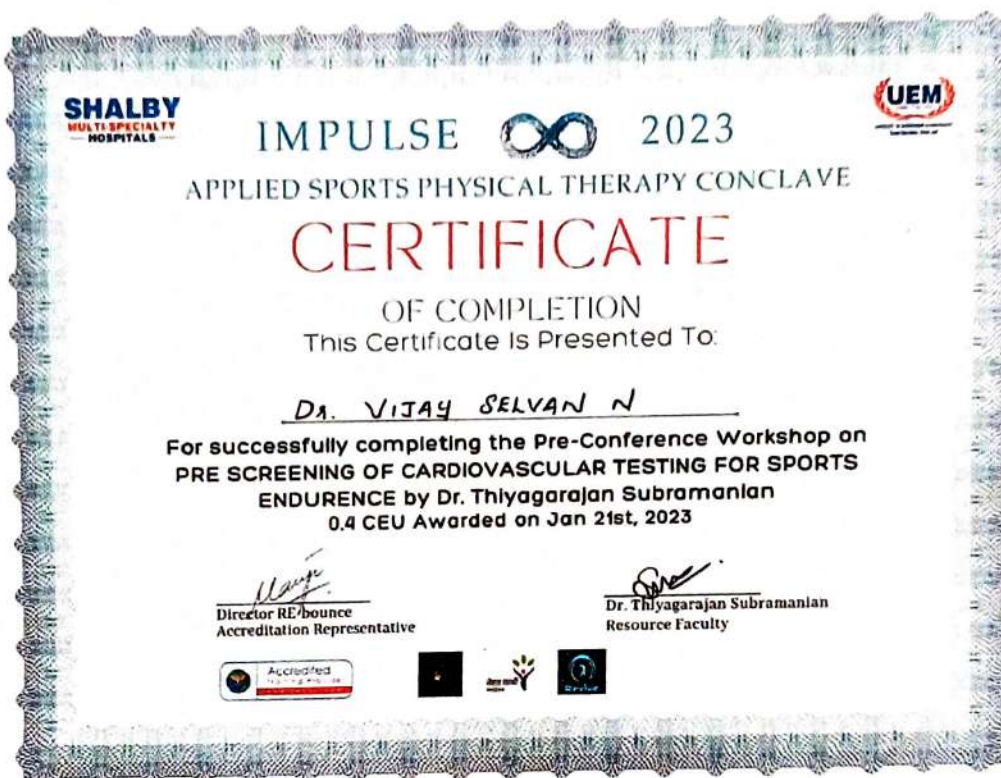 SHALBY
MULTI-SPECIALTY
HOSPITALS
UEM
IMPULSE 2023
APPLIED SPORTS PHYSICAL THERAPY CONCLAVE
CERTIFICATE
OF COMPLETION
This Certificate Is Presented To:
Dr. VIJAY SELVAN N
For successfully completing the Pre-Conference Workshop on
PRE SCREENING OF CARDIOVASCULAR TESTING FOR SPORTS
ENDURENCE by Dr. Thiyagarajan Subramanian
0.4 CEU Awarded on Jan 21st, 2023
Director RE-bounce
Accreditation Representative
Dr. Thiyagarajan Subramanian
Resource Faculty
Accredited
Revive